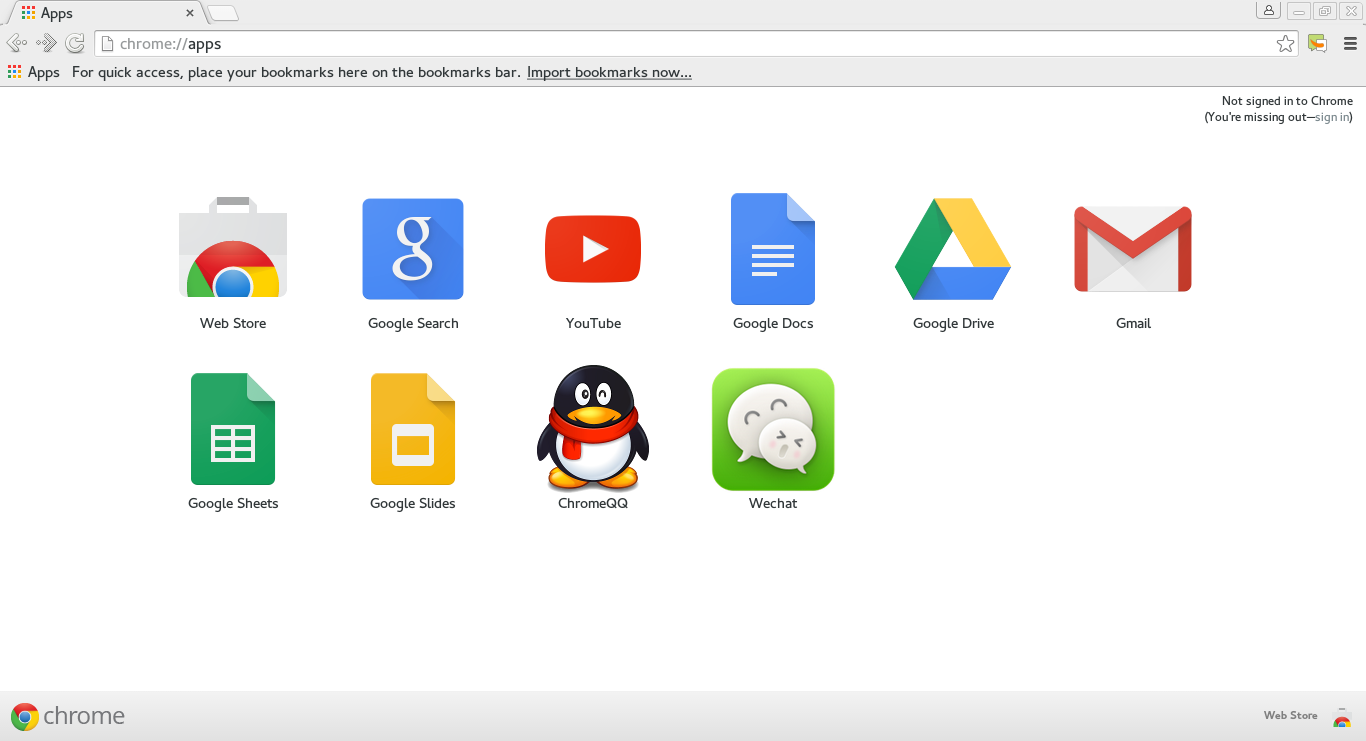 Apps
chrome://apps
Apps For quick access, place your bookmarks here on the bookmarks bar. Import bookmarks now...
Not signed in to Chrome
(You're missing out—sign in)
Web Store
Google Search
YouTube
Google Docs
Google Drive
Gmail
Google Sheets
Google Slides
ChromeQQ
Wechat
chrome
Web Store